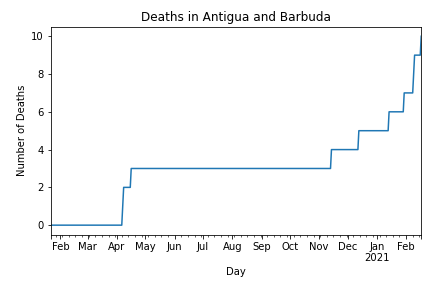 Deaths in Antigua and Barbuda
10
8
6
4
2
0
Number of Deaths
Feb Mar Apr May Jun Jul Aug Sep Oct Nov Dec Jan Feb
2021
Day